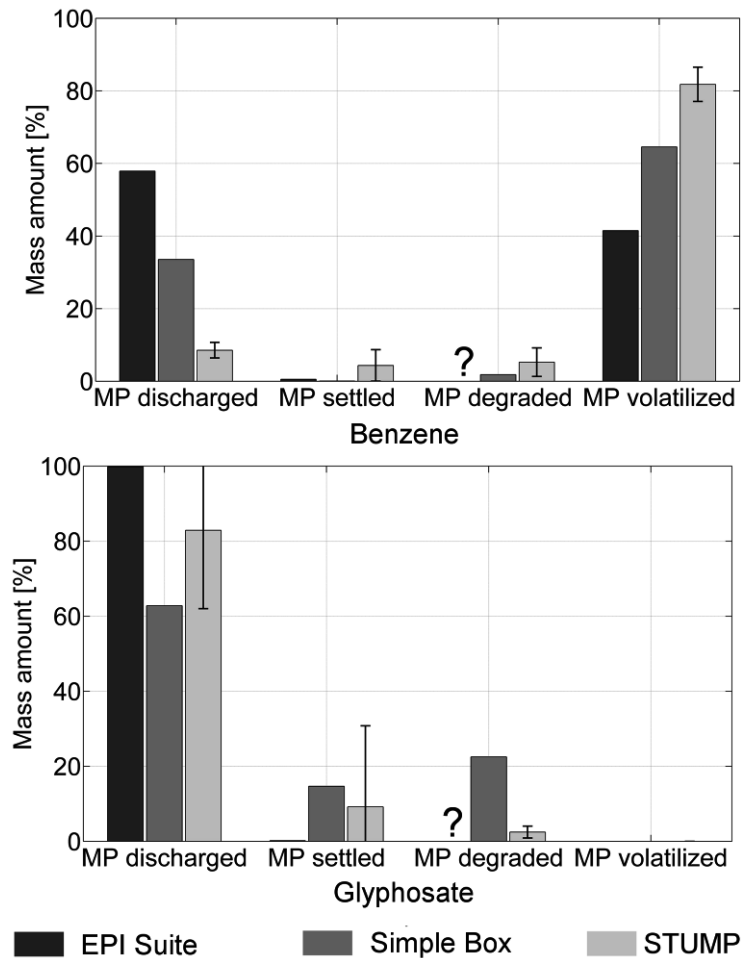 100
80
60
40
20
0
Mass amount [%]
?
MP discharged MP settled MP degraded MP volatilized
Benzene
100
80
60
40
20
0
Mass amount [%]
?
MP discharged MP settled MP degraded MP volatilized
Glyphosate
EPI Suite Simple Box STUMP